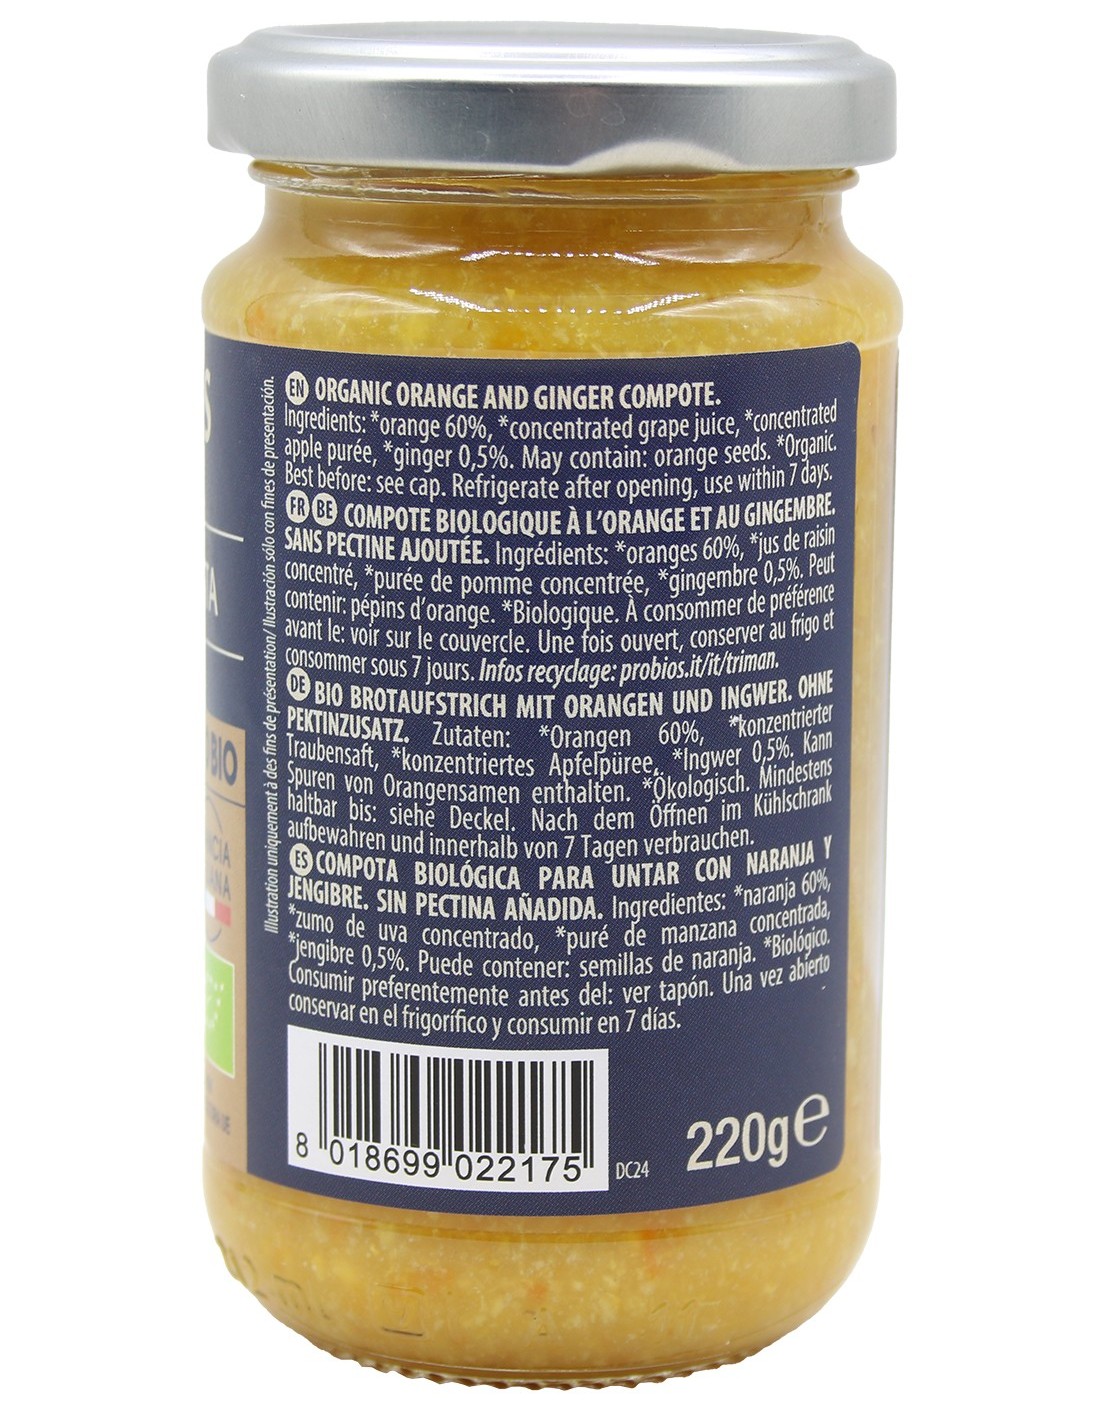 EN ORGANIC ORANGE AND GINGER COMPOTE.
Ingredients: *orange 60%, *concentrated grape juice, *concentrated
apple purée, *ginger 0,5%. May contain: orange seeds. *Organic.
Best before: see cap. Refrigerate after opening, use within 7 days.
FR BE COMPOTE BIOLOGIQUE À L'ORANGE ET AU GINGEMBRE.
SANS PECTINE AJOUTÉE. Ingrédients: *oranges 60%, *jus de raisin
concentré, *purée de pomme concentrée, *gingembre 0,5%. Peut
contenir: pépins d'orange. *Biologique. À consommer de préférence
avant le: voir sur le couvercle. Une fois ouvert, conserver au frigo et
consommer sous 7 jours. Infos recyclage: probios.it/it/triman.
DE BIO BROTAUFSTRICH MIT ORANGEN UND INGWER. OHNE
PEKTINZUSATZ. Zutaten: *Orangen 60%, *konzentrierter
Traubensaft, *konzentriertes Apfelpüree, *Ingwer 0,5%. Kann
Spuren von Orangensamen enthalten. *Ökologisch. Mindestens
haltbar bis: siehe Deckel. Nach dem Öffnen im Kühlschrank
aufbewahren und innerhalb von 7 Tagen verbrauchen.
ES COMPOTA BIOLÓGICA PARA UNTAR CON NARANJA Y
JENGIBRE. SIN PECTINA AÑADIDA. Ingredientes: *naranja 60%,
*zumo de uva concentrado, *puré de manzana concentrada,
*jengibre 0,5%. Puede contener: semillas de naranja. *Biológico.
Consumir preferentemente antes del: ver tapón. Una vez abierto
conservar en el frigorífico y consumir en 7 días.
Illustration uniquement à des fins de présentation/ Ilustración sólo con fines de presentación.
8 018699 022175
DC24
220g e
BIO